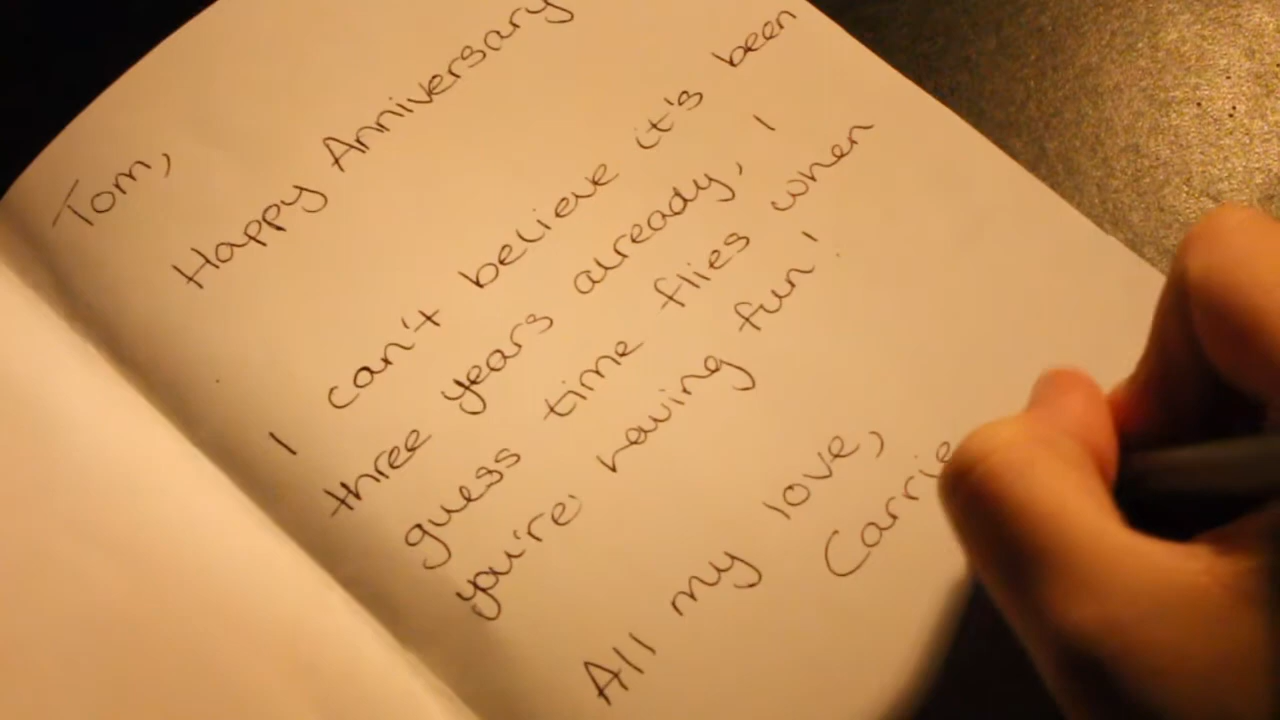 Tom,
Happy Anniversary
I can't believe it's been
three years already, I
guess time flies when
you're having fun!
All my love,
Carrie